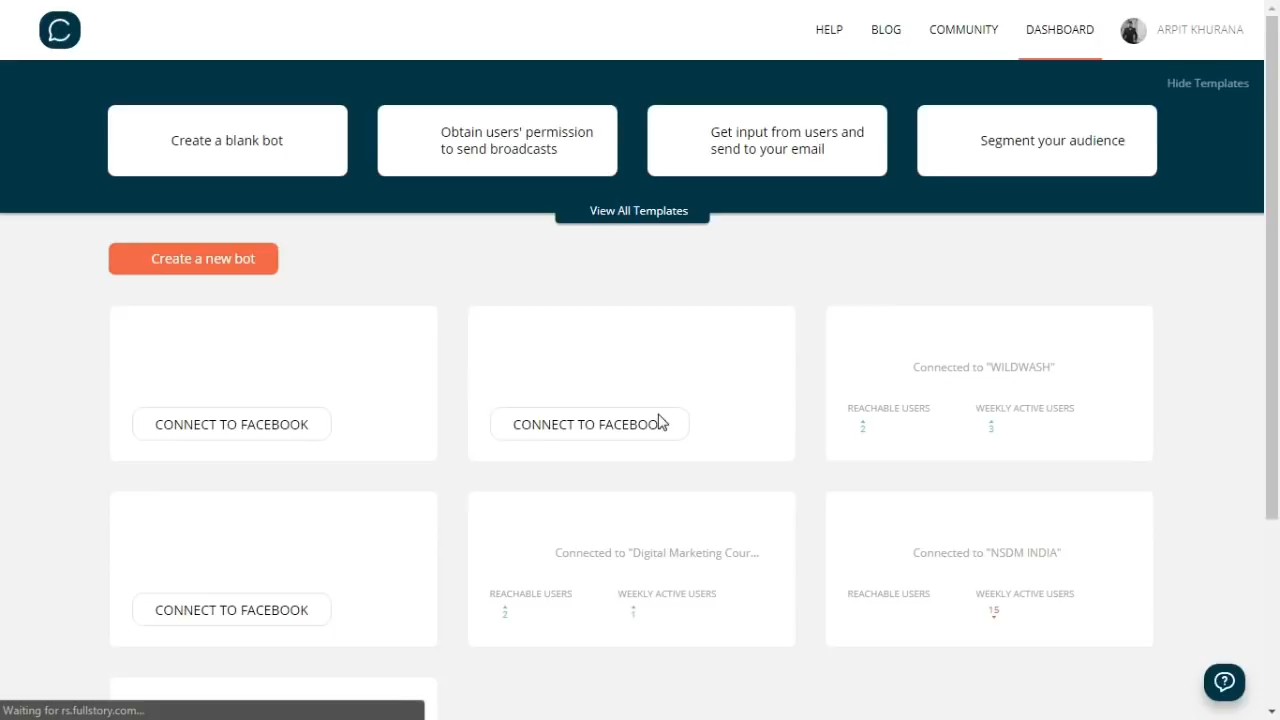 HELP
BLOG
COMMUNITY
DASHBOARD
ARPIT KHURANA
Hide Templates
Create a blank bot
Obtain users' permission
to send broadcasts
Get input from users and
send to your email
Segment your audience
View All Templates
Create a new bot
CONNECT TO FACEBOOK
CONNECT TO FACEBOOK
Connected to "WILDWASH"
REACHABLE USERS
WEEKLY ACTIVE USERS
2
3
CONNECT TO FACEBOOK
Connected to "Digital Marketing Cour...
REACHABLE USERS
WEEKLY ACTIVE USERS
2
1
Connected to "NSDM INDIA"
REACHABLE USERS
WEEKLY ACTIVE USERS
15
Waiting for rs.fullstory.com...